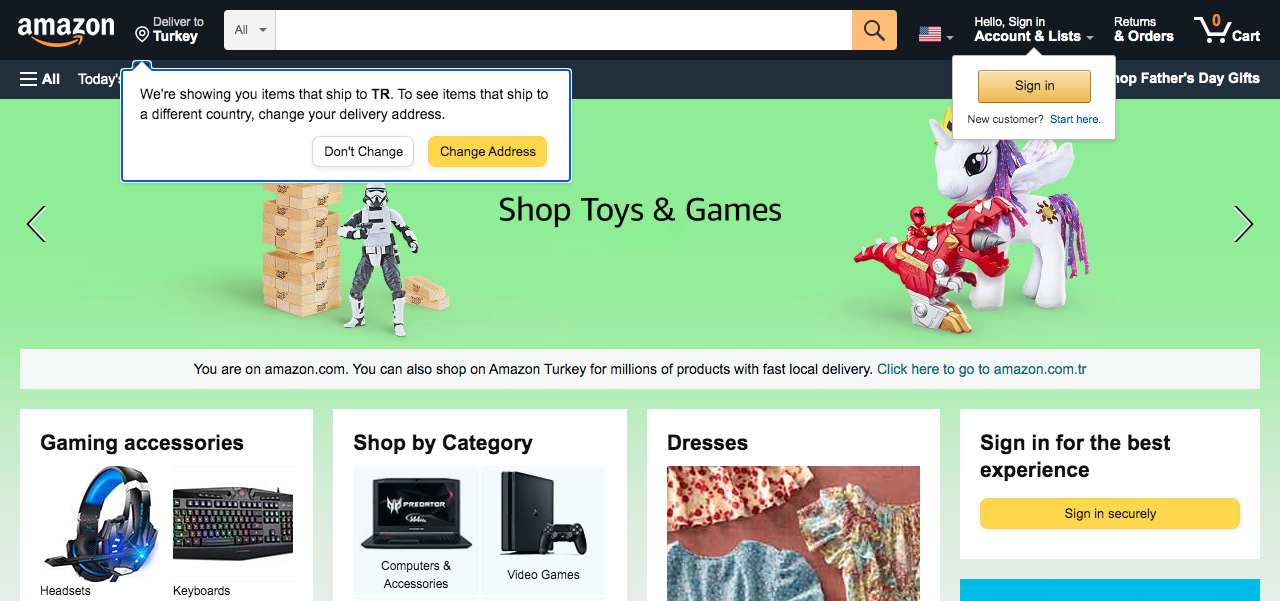 amazon
Deliver to
Turkey
All
Hello, Sign in
Account & Lists
Returns
& Orders
0
Cart
All
Today's
Shop Father's Day Gifts
We're showing you items that ship to TR. To see items that ship to
a different country, change your delivery address.
Don't Change
Change Address
Sign in
New customer? Start here.
Shop Toys & Games
You are on amazon.com. You can also shop on Amazon Turkey for millions of products with fast local delivery. Click here to go to amazon.com.tr
Gaming accessories
Headsets
Keyboards
Shop by Category
PREDATOR
144Hz
Computers &
Accessories
Video Games
Dresses
Sign in for the best
experience
Sign in securely